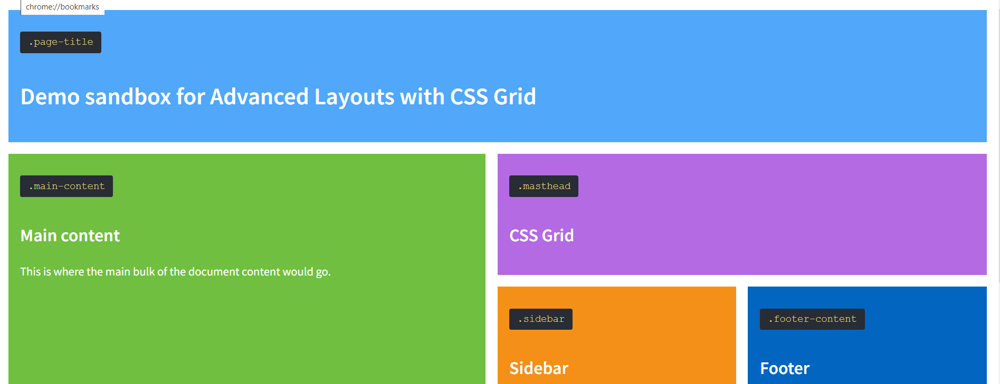 chrome://bookmarks
.page-title
Demo sandbox for Advanced Layouts with CSS Grid
.main-content
Main content
This is where the main bulk of the document content would go.
.masthead
CSS Grid
.sidebar
Sidebar
.footer-content
Footer